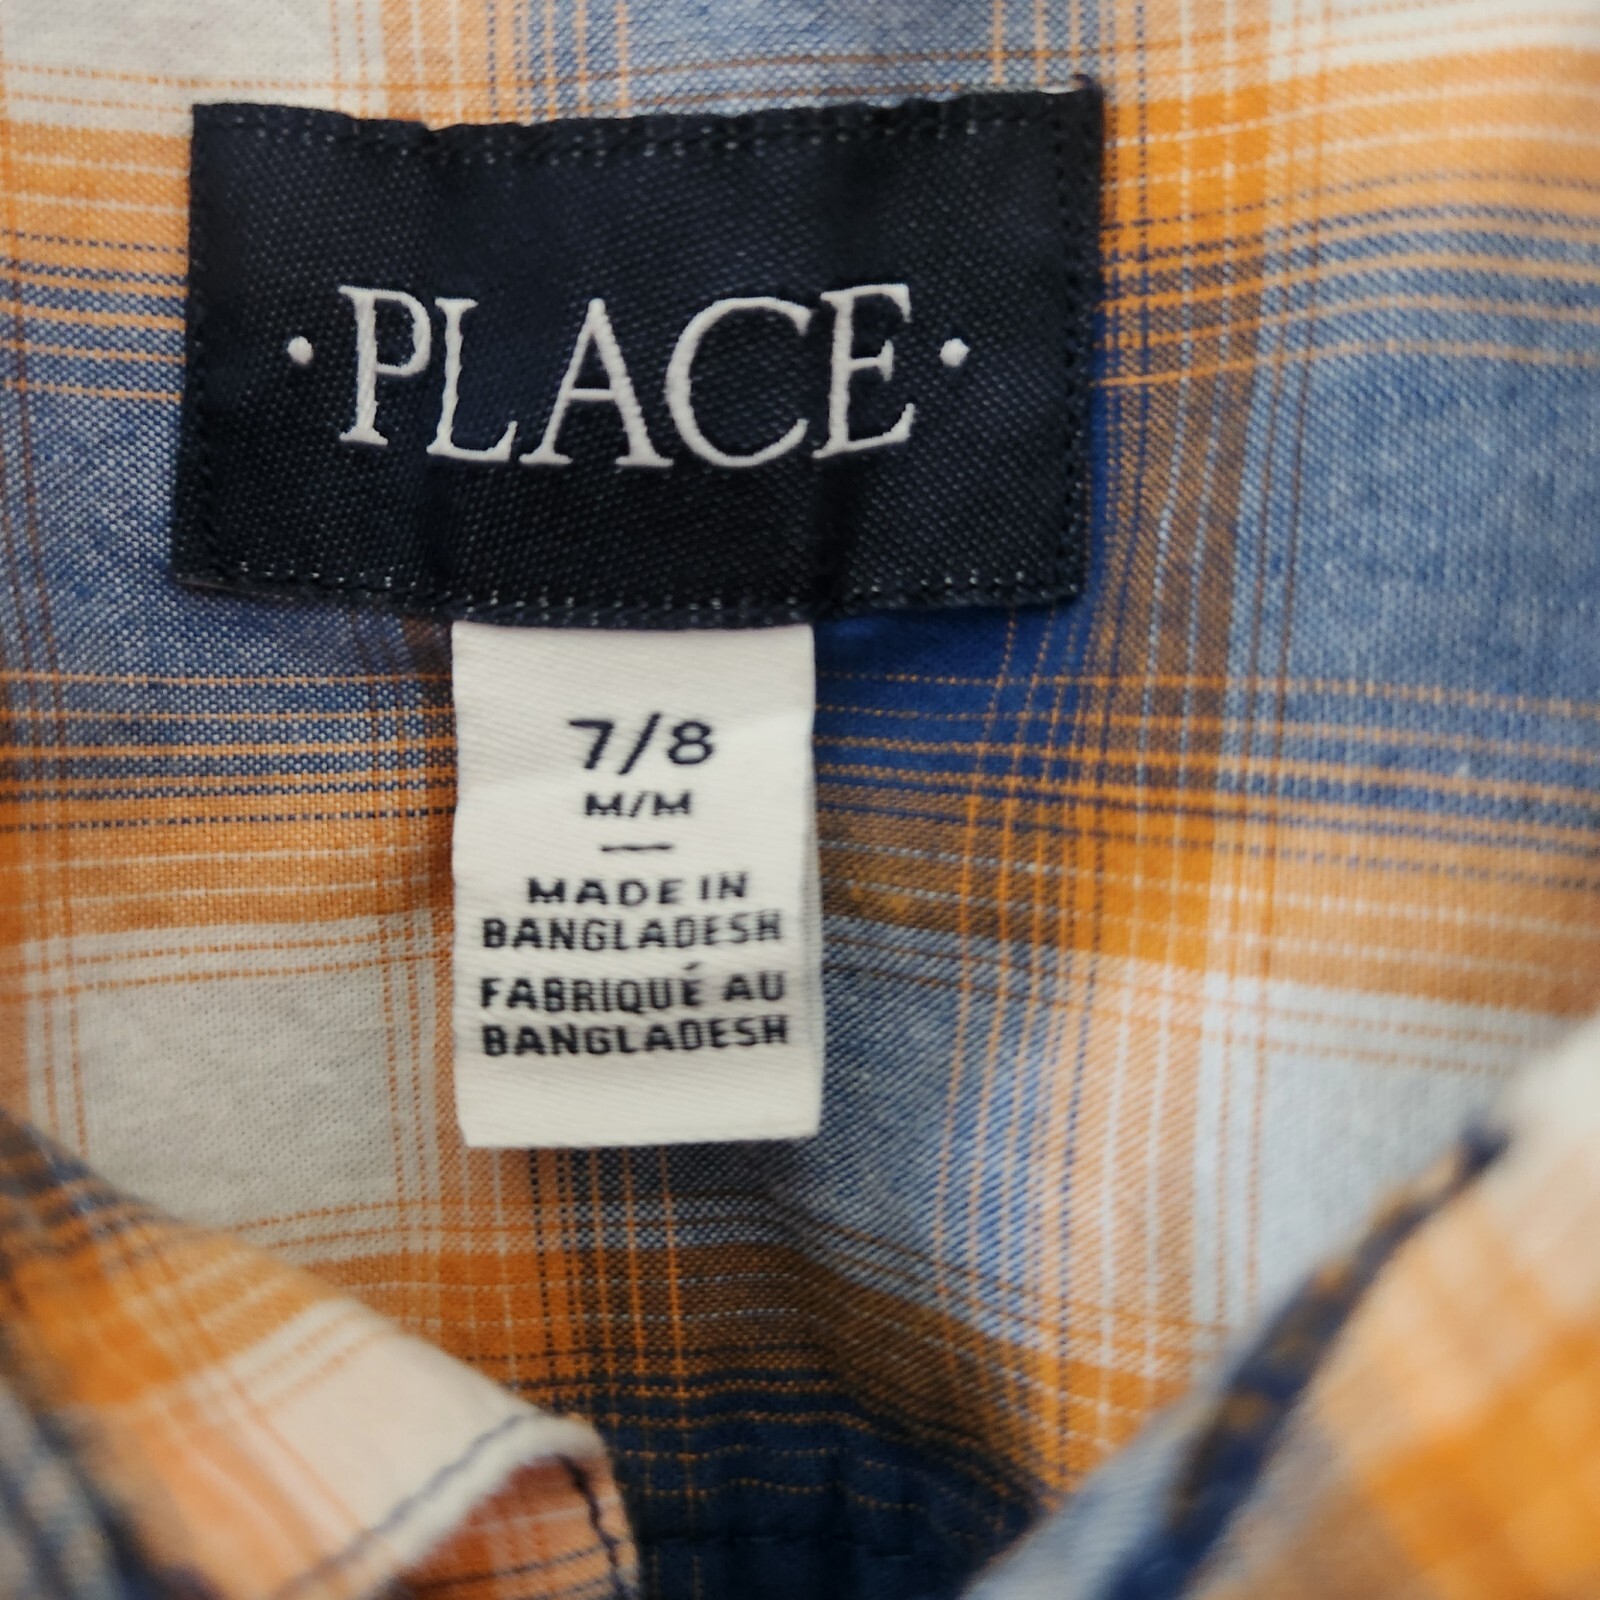 ·PLACE·
7/8
M/M
—
MADE IN
BANGLADESH
FABRIQUÉ AU
BANGLADESH